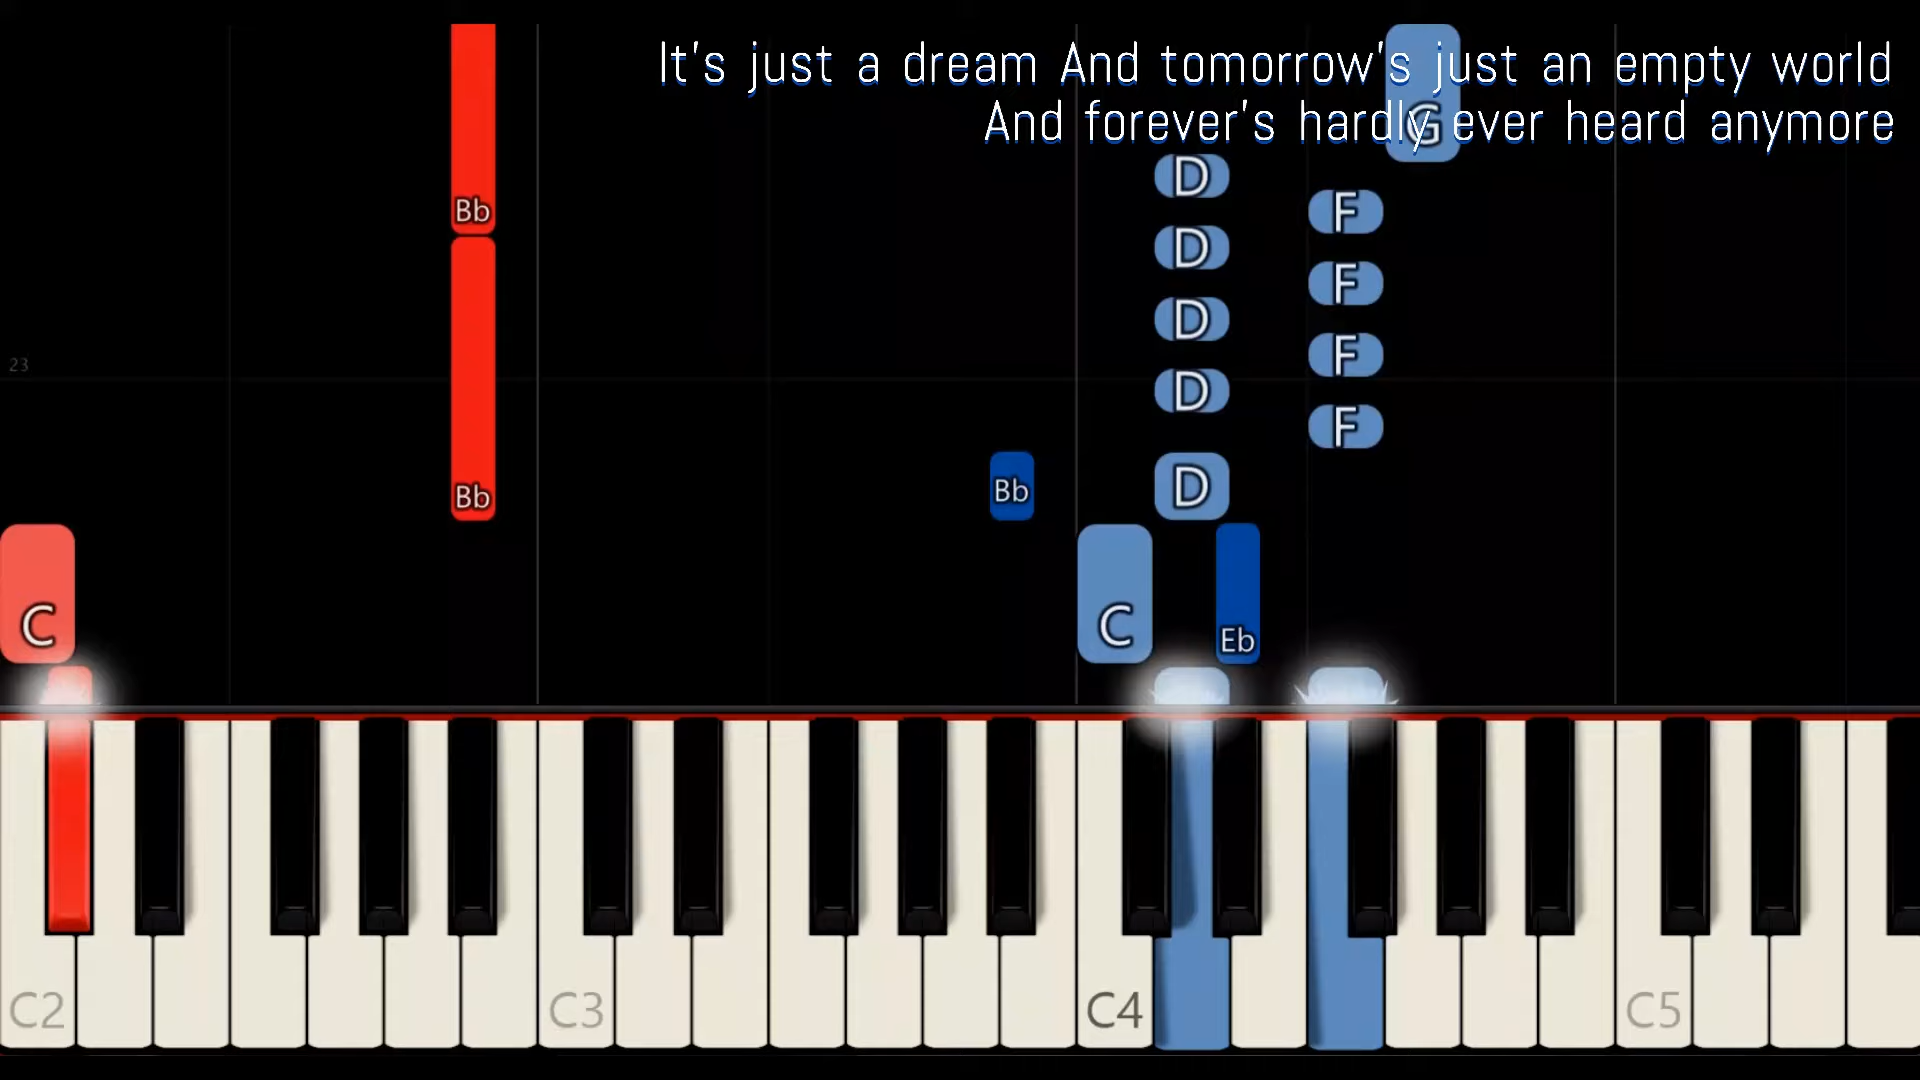 It's just a dream And tomorrow's just an empty world
And forever's hardly ever heard anymore
G
D
Bb
F
D
F
D
23
F
D
F
Bb
Bb
D
C
C
Eb
C2
C3
C4
C5